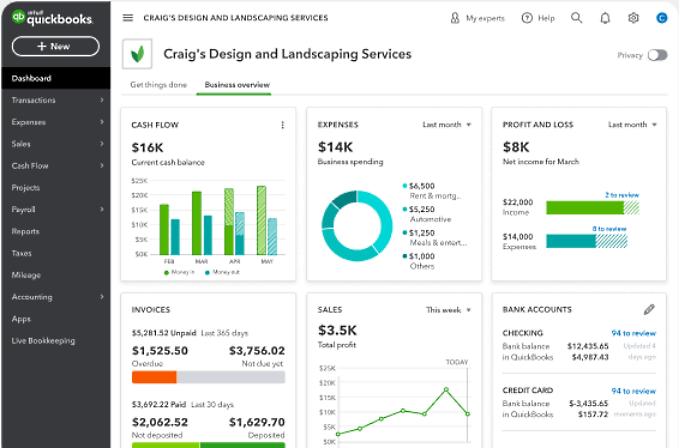 intuit
quickbooks.
CRAIG'S DESIGN AND LANDSCAPING SERVICES
My experts
Help
C
+ New
Craig's Design and Landscaping Services
Privacy
Get things done
Business overview
Dashboard
Transactions
Expenses
Sales
Cash Flow
Projects
Payroll
Reports
Taxes
Mileage
Accounting
Apps
Live Bookkeeping
CASH FLOW
$16K
Current cash balance
$25K
$20K
$15K
$15K
$10K
$5K
$0K
FEB MAR APR MAY
Money in Money out
EXPENSES
Last month
$14K
Business spending
$6,500
Rent & mortg...
$5,250
Automotive
$1,250
Meals & entert...
$1,000
Others
PROFIT AND LOSS
Last month
$8K
Net income for March
2 to review
$22,000
Income
8 to review
$14,000
Expenses
INVOICES
$5,281.52 Unpaid Last 365 days
$1,525.50 $3,756.02
Overdue Not due yet
$3,692.22 Paid Last 30 days
$2,062.52 $1,629.70
Not deposited Deposited
SALES
This week
$3.5K
Total profit
TODAY
$25K
$20K
$15K
$10K
$5K
BANK ACCOUNTS
CHECKING 94 to review
Bank balance $12,435.65 Updated 4
in QuickBooks $4,987.43 days ago
CREDIT CARD 94 to review
Bank balance $-3,435.65 Updated
in QuickBooks $157.72 moments ago